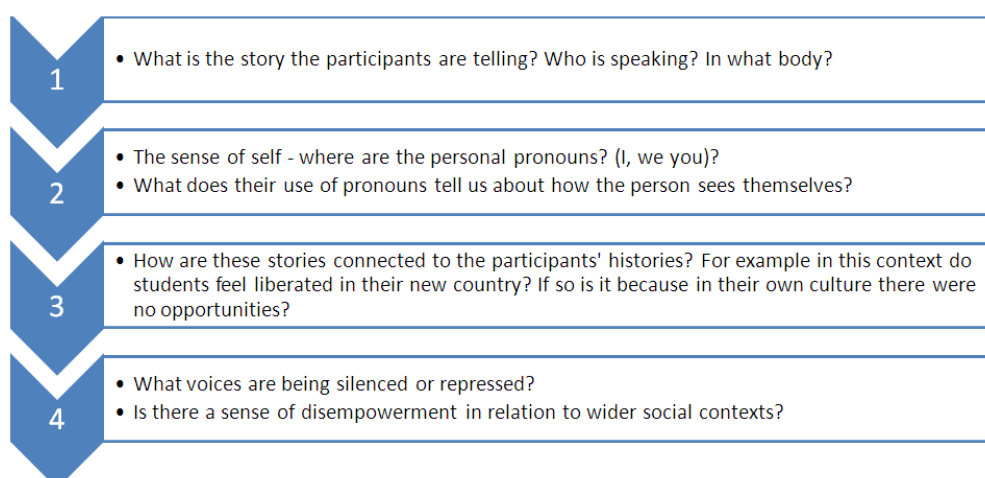 1
• What is the story the participants are telling? Who is speaking? In what body?
2
• The sense of self - where are the personal pronouns? (I, we you)?
• What does their use of pronouns tell us about how the person sees themselves?
3
• How are these stories connected to the participants' histories? For example in this context do
students feel liberated in their new country? If so is it because in their own culture there were
no opportunities?
4
• What voices are being silenced or repressed?
• Is there a sense of disempowerment in relation to wider social contexts?